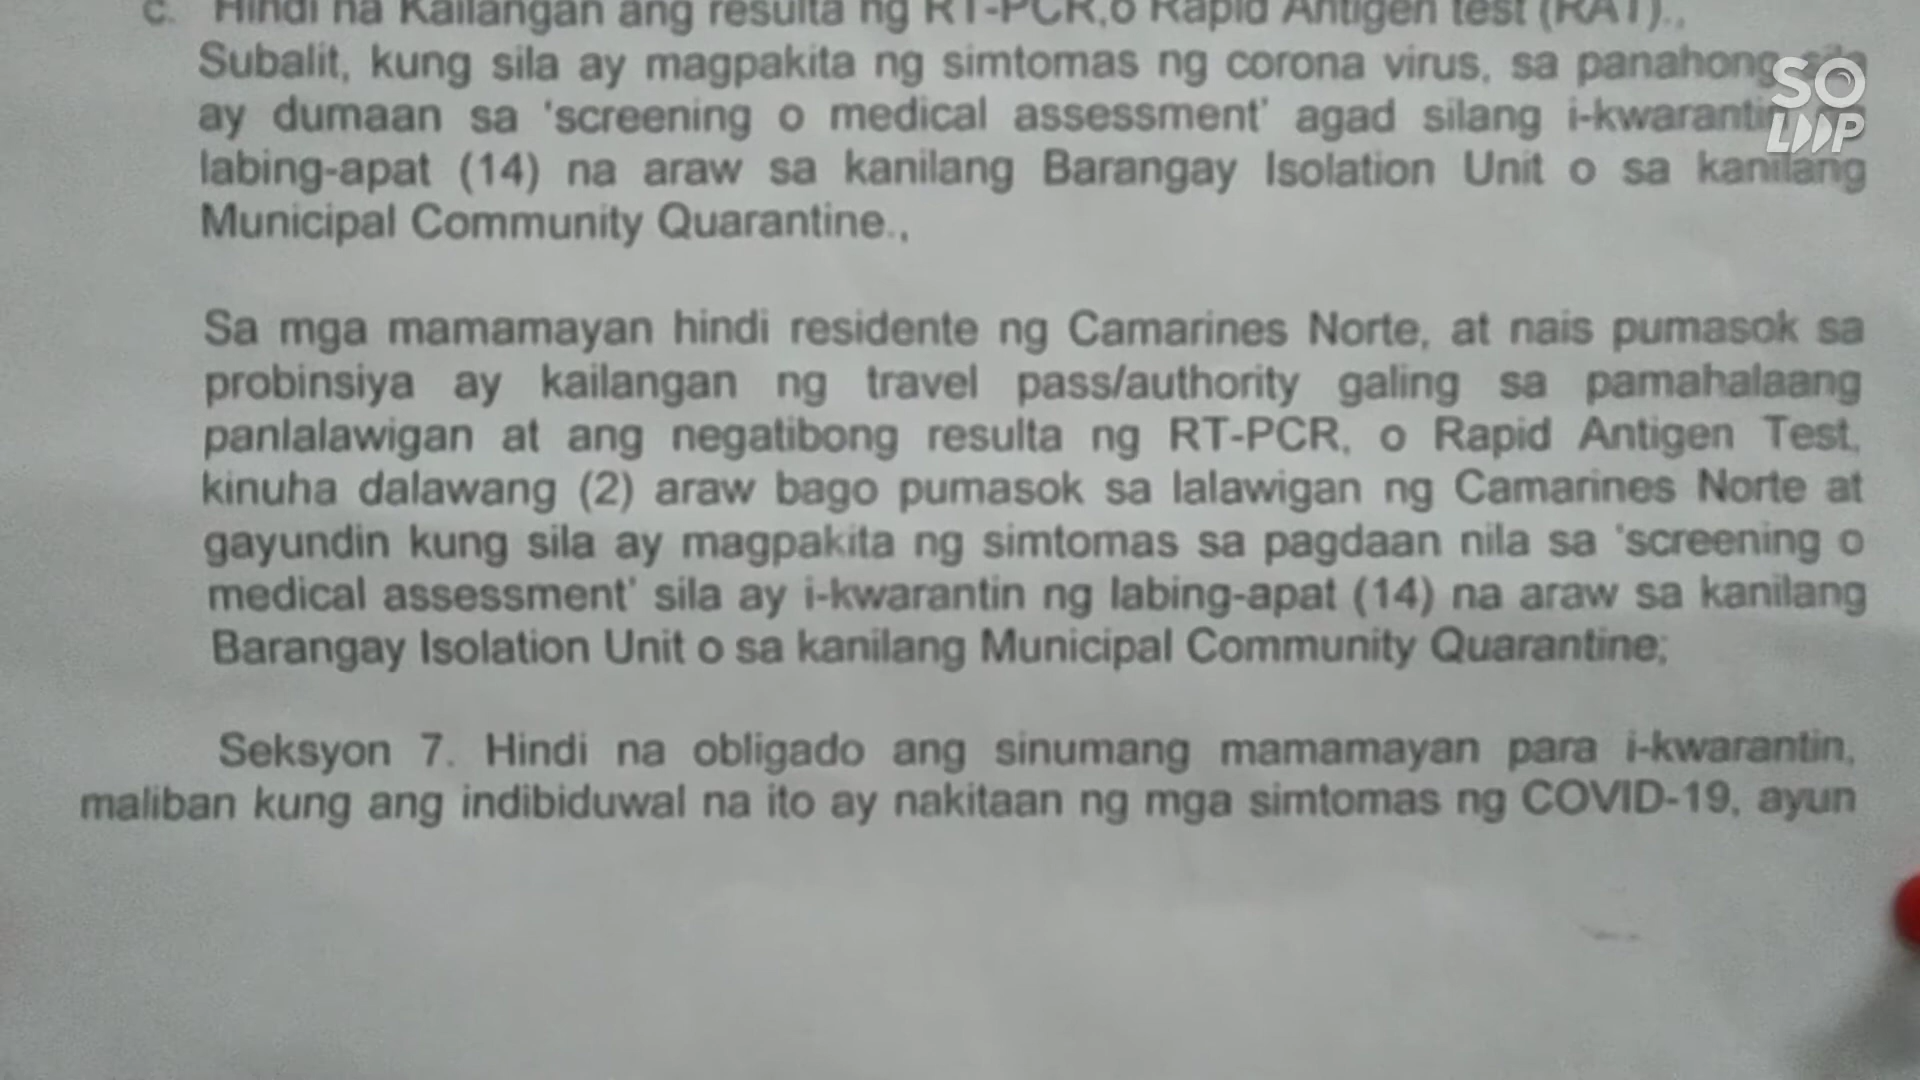 c. Hindi na Kailangan ang resulta ng RT-PCR,o Rapid Antigen test (RAT).,
Subalit, kung sila ay magpakita ng simtomas ng corona virus, sa panahong sila
ay dumaan sa 'screening o medical assessment' agad silang i-kwarantin
labing-apat (14) na araw sa kanilang Barangay Isolation Unit o sa kanilang
Municipal Community Quarantine.,
Sa mga mamamayan hindi residente ng Camarines Norte, at nais pumasok sa
probinsiya ay kailangan ng travel pass/authority galing sa pamahalaang
panlalawigan at ang negatibong resulta ng RT-PCR, o Rapid Antigen Test,
kinuha dalawang (2) araw bago pumasok sa lalawigan ng Camarines Norte at
gayundin kung sila ay magpakita ng simtomas sa pagdaan nila sa 'screening o
medical assessment' sila ay i-kwarantin ng labing-apat (14) na araw sa kanilang
Barangay Isolation Unit o sa kanilang Municipal Community Quarantine;
Seksyon 7. Hindi na obligado ang sinumang mamamayan para i-kwarantin,
maliban kung ang indibiduwal na ito ay nakitaan ng mga simtomas ng COVID-19, ayun
SOLOOP